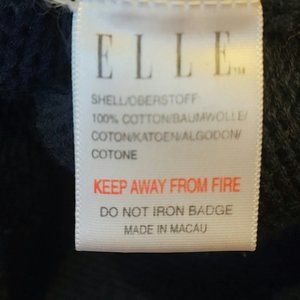 ELLE™
SHELL/OBERSTOFF:
100% COTTON/BAUMWOLLE/
COTON/KATOEN/ALGODON/
COTONE
KEEP AWAY FROM FIRE
DO NOT IRON BADGE
MADE IN MACAU